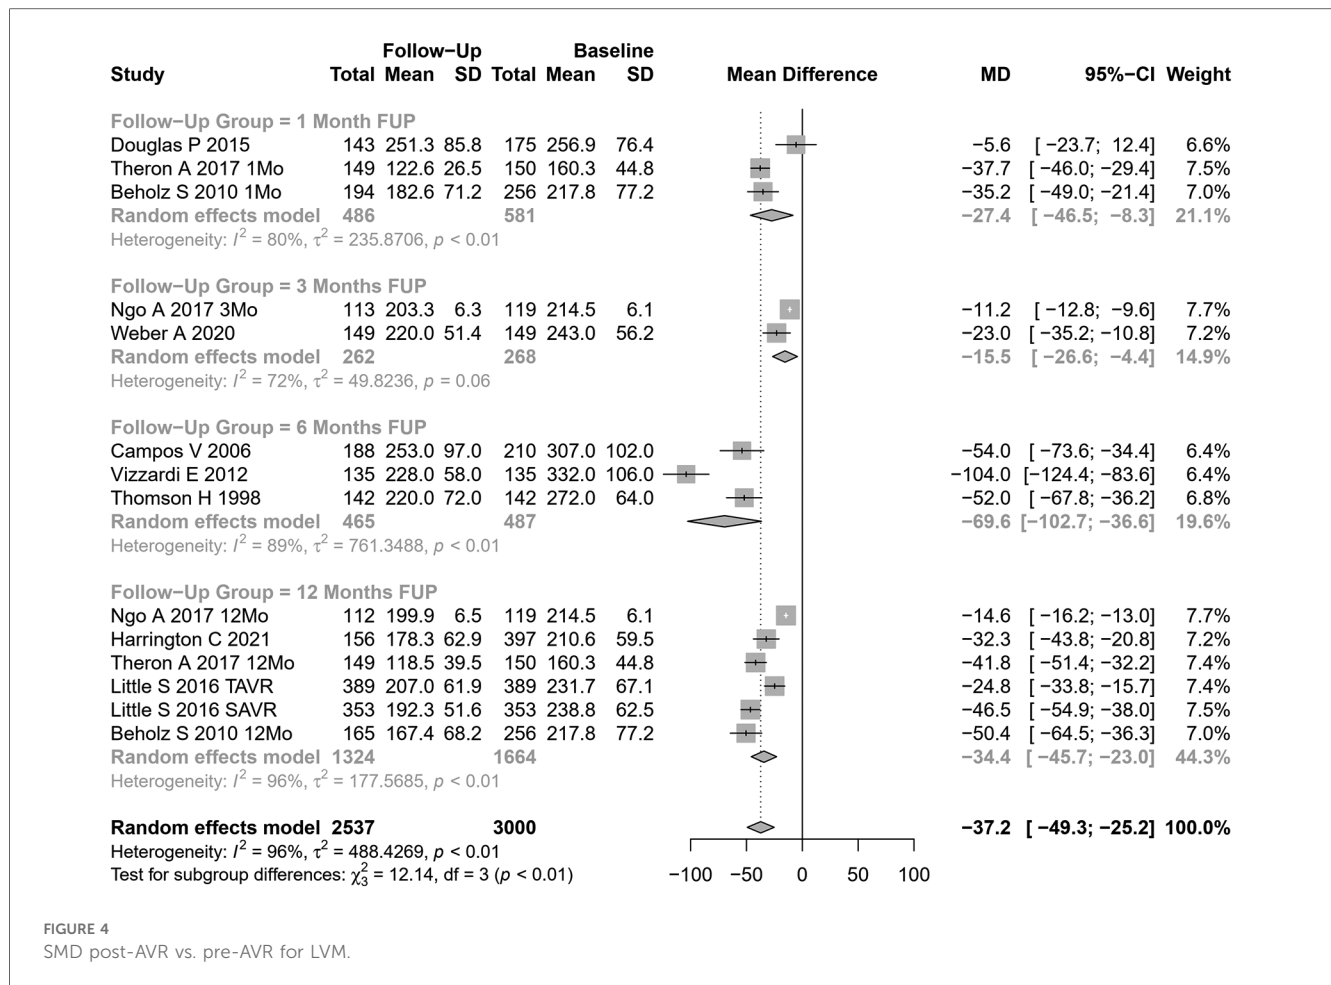 Follow−Up Baseline
Study Total Mean SD Total Mean SD Mean Difference MD 95%−CI Weight
Follow−Up Group = 1 Month FUP
Douglas P 2015 143 251.3 85.8 175 256.9 76.4 −5.6 [ −23.7; 12.4] 6.6%
Theron A 2017 1Mo 149 122.6 26.5 150 160.3 44.8 −37.7 [ −46.0; −29.4] 7.5%
Beholz S 2010 1Mo 194 182.6 71.2 256 217.8 77.2 −35.2 [ −49.0; −21.4] 7.0%
Random effects model 486 581 −27.4 [ −46.5; −8.3] 21.1%
Heterogeneity: I² = 80%, τ² = 235.8706, p < 0.01
Follow−Up Group = 3 Months FUP
Ngo A 2017 3Mo 113 203.3 6.3 119 214.5 6.1 −11.2 [ −12.8; −9.6] 7.7%
Weber A 2020 149 220.0 51.4 149 243.0 56.2 −23.0 [ −35.2; −10.8] 7.2%
Random effects model 262 268 −15.5 [ −26.6; −4.4] 14.9%
Heterogeneity: I² = 72%, τ² = 49.8236, p = 0.06
Follow−Up Group = 6 Months FUP
Campos V 2006 188 253.0 97.0 210 307.0 102.0 −54.0 [ −73.6; −34.4] 6.4%
Vizzardi E 2012 135 228.0 58.0 135 332.0 106.0 −104.0 [−124.4; −83.6] 6.4%
Thomson H 1998 142 220.0 72.0 142 272.0 64.0 −52.0 [ −67.8; −36.2] 6.8%
Random effects model 465 487 −69.6 [−102.7; −36.6] 19.6%
Heterogeneity: I² = 89%, τ² = 761.3488, p < 0.01
Follow−Up Group = 12 Months FUP
Ngo A 2017 12Mo 112 199.9 6.5 119 214.5 6.1 −14.6 [ −16.2; −13.0] 7.7%
Harrington C 2021 156 178.3 62.9 397 210.6 59.5 −32.3 [ −43.8; −20.8] 7.2%
Theron A 2017 12Mo 149 118.5 39.5 150 160.3 44.8 −41.8 [ −51.4; −32.2] 7.4%
Little S 2016 TAVR 389 207.0 61.9 389 231.7 67.1 −24.8 [ −33.8; −15.7] 7.4%
Little S 2016 SAVR 353 192.3 51.6 353 238.8 62.5 −46.5 [ −54.9; −38.0] 7.5%
Beholz S 2010 12Mo 165 167.4 68.2 256 217.8 77.2 −50.4 [ −64.5; −36.3] 7.0%
Random effects model 1324 1664 −34.4 [ −45.7; −23.0] 44.3%
Heterogeneity: I² = 96%, τ² = 177.5685, p < 0.01
Random effects model 2537 3000 −37.2 [ −49.3; −25.2] 100.0%
Heterogeneity: I² = 96%, τ² = 488.4269, p < 0.01
Test for subgroup differences: χ²₃ = 12.14, df = 3 (p < 0.01)
−100 −50 0 50 100
FIGURE 4
SMD post-AVR vs. pre-AVR for LVM.